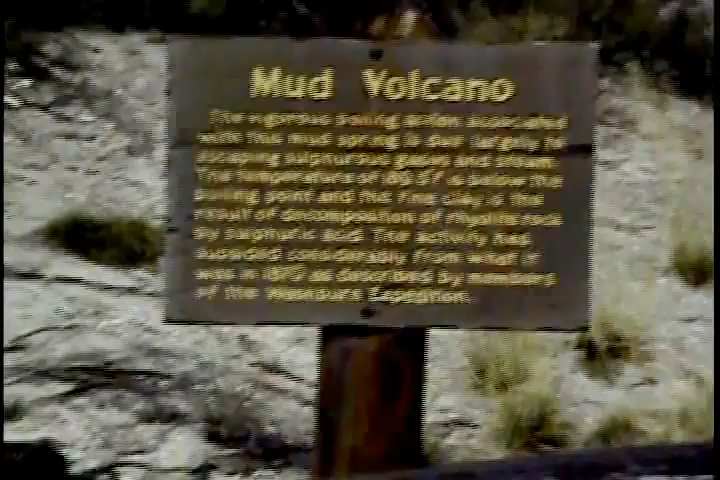 Mud Volcano
The vigorous boiling action associated
with this mud spring is due largely to
escaping sulphurous gases and steam.
The temperature of is below the
boiling point and the fine clay is the
result of decomposition of rhyolite rock
by sulphuric acid. The activity has
subsided considerably from what it
was in 1870 as described by members
of the Washburn Expedition.